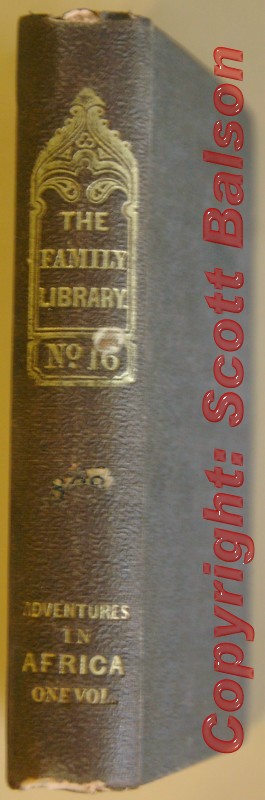 THE
FAMILY
LIBRARY.
No. 16
ADVENTURES
IN
AFRICA
ONE VOL.
Copyright: Scott Balson